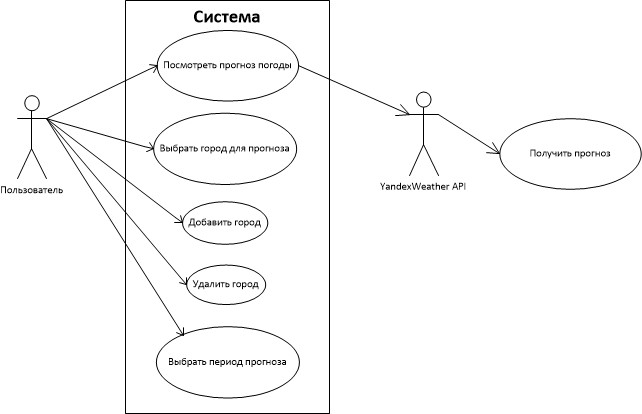 Система
Посмотреть прогноз погоды
Выбрать город для прогноза
Получить прогноз
Пользователь
YandexWeather API
Добавить город
Удалить город
Выбрать период прогноза